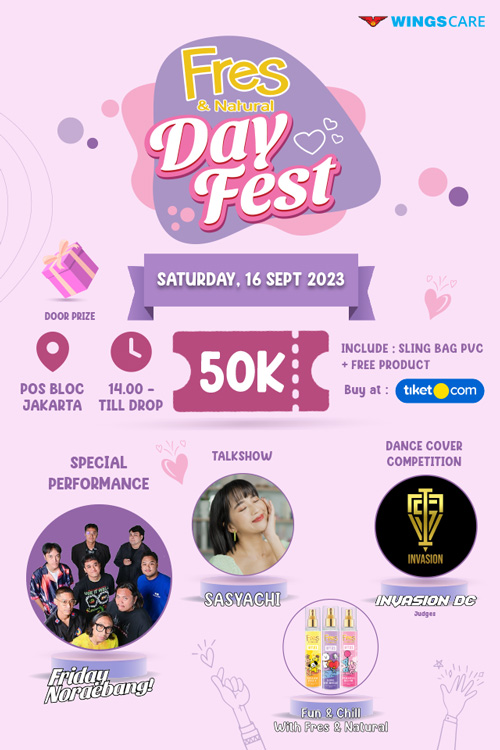 WINGSCARE
Fres
& Natural
Day
Fest
SATURDAY, 16 SEPT 2023
DOOR PRIZE
POS BLOC
JAKARTA
14.00 -
TILL DROP
50K
INCLUDE : SLING BAG PVC
+ FREE PRODUCT
Buy at : tiket.com
SPECIAL
PERFORMANCE
Friday
Noraebang!
TALKSHOW
SASYACHI
DANCE COVER
COMPETITION
INVASION
INVASION DC
Judges
Fres
Fres
Fun & Chill
With Fres & Natural